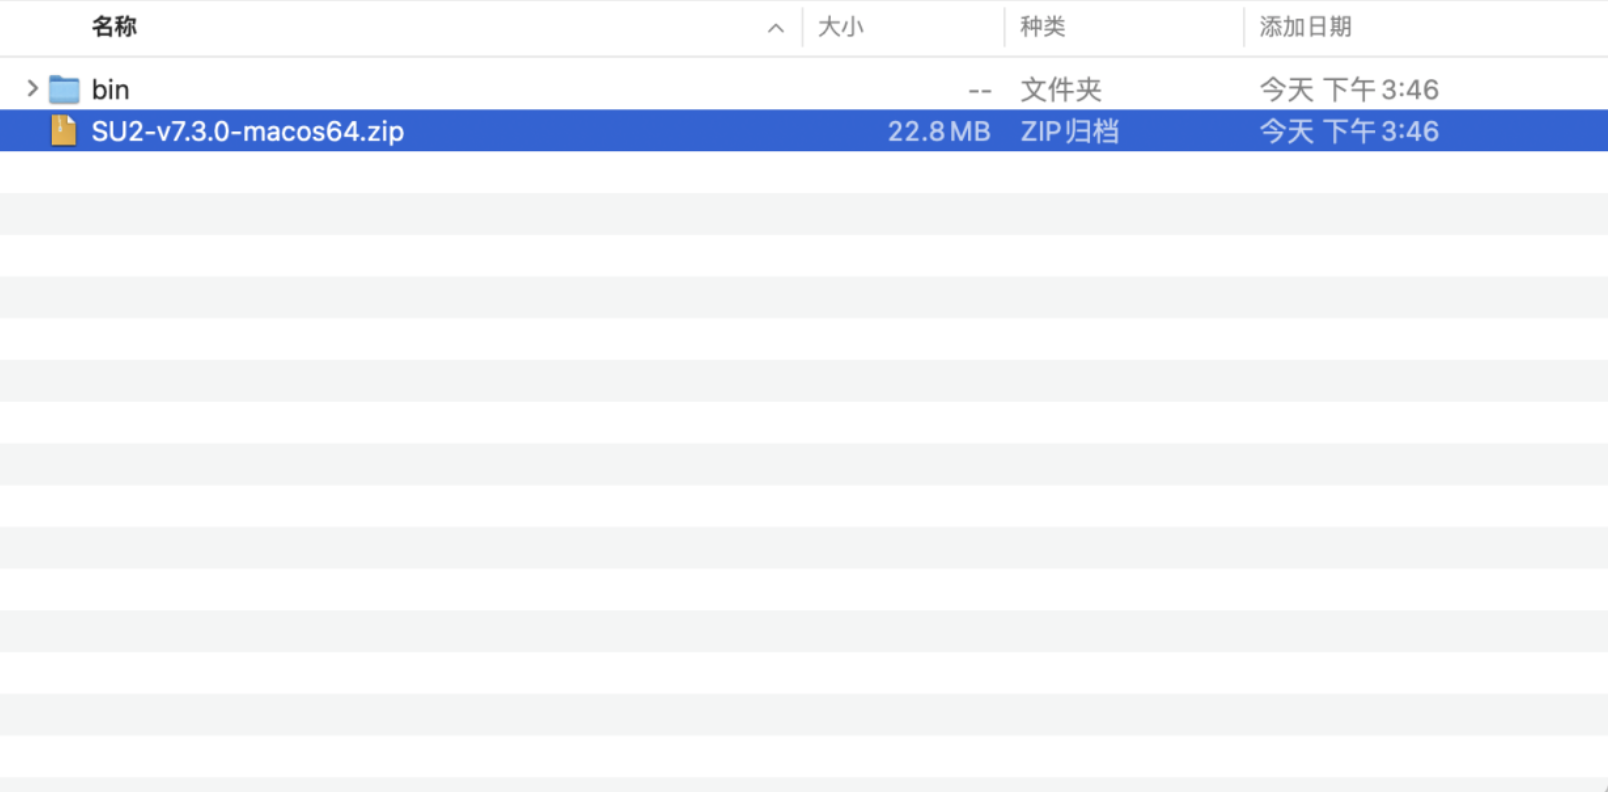 名称 大小 种类 添加日期
bin -- 文件夹 今天 下午 3:46
SU2-v7.3.0-macos64.zip 22.8 MB ZIP归档 今天 下午 3:46